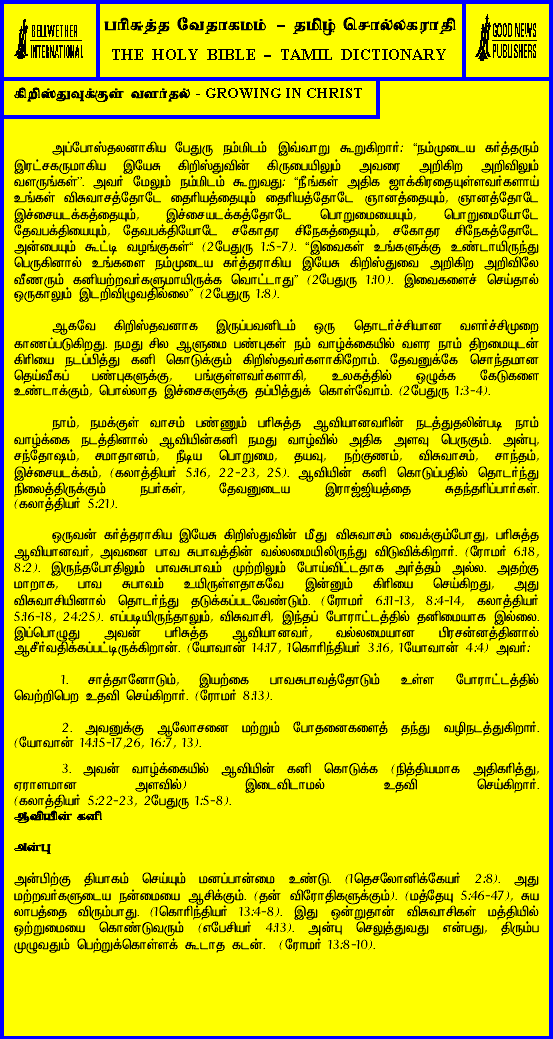 BELLWETHER
INTERNATIONAL
பரிசுத்த வேதாகமம் - தமிழ் சொல்லகராதி
THE HOLY BIBLE - TAMIL DICTIONARY
GOOD NEWS
PUBLISHERS
கிறிஸ்துவுக்குள் வளர்தல் - GROWING IN CHRIST
அப்போஸ்தலனாகிய பேதுரு நம்மிடம் இவ்வாறு கூறுகிறார்: “நம்முடைய கர்த்தரும்
இரட்சகருமாகிய இயேசு கிறிஸ்துவின் கிருபையிலும் அவரை அறிகிற அறிவிலும்
வளருங்கள்”. அவர் மேலும் நம்மிடம் கூறுவது: “நீங்கள் அதிக ஜாக்கிரதையுள்ளவர்களாய்
உங்கள் விசுவாசத்தோடே தைரியத்தையும் தைரியத்தோடே ஞானத்தையும், ஞானத்தோடே
இச்சையடக்கத்தையும், இச்சையடக்கத்தோடே பொறுமையையும், பொறுமையோடே
தேவபக்தியையும், தேவபக்தியோடே சகோதர சிநேகத்தையும், சகோதர சிநேகத்தோடே
அன்பையும் கூட்டி வழங்குகள்“ (2பேதுரு 1:5-7). “இவைகள் உங்களுக்கு உண்டாயிருந்து
பெருகினால் உங்களை நம்முடைய கர்த்தராகிய இயேசு கிறிஸ்துவை அறிகிற அறிவிலே
வீணரும் கனியற்றவர்களுமாயிருக்க வொட்டாது” (2பேதுரு 1:10). இவைகளைச் செய்தால்
ஒருகாலும் இடறிவிழுவதில்லை” (2பேதுரு 1:8).
ஆகவே கிறிஸ்தவனாக இருப்பவனிடம் ஒரு தொடர்ச்சியான வளர்ச்சிமுறை
காணப்படுகிறது. நமது சில ஆளுமை பண்புகள் நம் வாழ்க்கையில் வளர நாம் திறமையுடன்
கிரியை நடப்பித்து கனி கொடுக்கும் கிறிஸ்தவர்களாகிறோம். தேவனுக்கே சொந்தமான
தெய்வீகப் பண்புகளுக்கு, பங்குள்ளவர்களாகி, உலகத்தில் ஒழுக்க கேடுகளை
உண்டாக்கும், பொல்லாத இச்சைகளுக்கு தப்பித்துக் கொள்வோம். (2பேதுரு 1:3-4).
நாம், நமக்குள் வாசம் பண்ணும் பரிசுத்த ஆவியானவரின் நடத்துதலின்படி நாம்
வாழ்க்கை நடத்தினால் ஆவியின்கனி நமது வாழ்வில் அதிக அளவு பெருகும். அன்பு,
சந்தோஷம், சமாதானம், நீடிய பொறுமை, தயவு, நற்குணம், விசுவாசம், சாந்தம்,
இச்சையடக்கம், (கலாத்தியர் 5:16, 22-23, 25). ஆவியின் கனி கொடுப்பதில் தொடர்ந்து
நிலைத்திருக்கும் நபர்கள், தேவனுடைய இராஜ்ஜியத்தை சுதந்தரிப்பார்கள்.
(கலாத்தியர் 5:21).
ஒருவன் கர்த்தராகிய இயேசு கிறிஸ்துவின் மீது விசுவாசம் வைக்கும்போது, பரிசுத்த
ஆவியானவர், அவனை பாவ சுபாவத்தின் வல்லமையிலிருந்து விடுவிக்கிறார். (ரோமர் 6:18,
8:2). இருந்தபோதிலும் பாவசுபாவம் முற்றிலும் போய்விட்டதாக அர்த்தம் அல்ல. அதற்கு
மாறாக, பாவ சுபாவம் உயிருள்ளதாகவே இன்னும் கிரியை செய்கிறது, அது
விசுவாசியினால் தொடர்ந்து தடுக்கப்படவேண்டும். (ரோமர் 6:11-13, 8:4-14, கலாத்தியர்
5:16-18, 24:25). எப்படியிருந்தாலும், விசுவாசி, இந்தப் போராட்டத்தில் தனிமையாக இல்லை.
இப்பொழுது அவன் பரிசுத்த ஆவியானவர், வல்லமையான பிரசன்னத்தினால்
ஆசீர்வதிக்கப்பட்டிருக்கிறான். (யோவான் 14:17, 1கொரிந்தியர் 3:16, 1யோவான் 4:4) அவர்:
1. சாத்தானோடும், இயற்கை பாவசுபாவத்தோடும் உள்ள போராட்டத்தில்
வெற்றிபெற உதவி செய்கிறார். (ரோமர் 8:13).
2. அவனுக்கு ஆலோசனை மற்றும் போதனைகளைத் தந்து வழிநடத்துகிறார்.
(யோவான் 14:15-17,26, 16:7, 13).
3. அவன் வாழ்க்கையில் ஆவியின் கனி கொடுக்க (நித்தியமாக அதிகரித்து,
ஏராளமான அளவில்) இடைவிடாமல் உதவி செய்கிறார்.
(கலாத்தியர் 5:22-23, 2பேதுரு 1:5-8).
ஆவியின் கனி
அன்பு
அன்பிற்கு தியாகம் செய்யும் மனப்பான்மை உண்டு. (1தெசலோனிக்கேயர் 2:8). அது
மற்றவர்களுடைய நன்மையை ஆசிக்கும். (தன் விரோதிகளுக்கும்). (மத்தேயு 5:46-47), சுய
லாபத்தை விரும்பாது. (1கொரிந்தியர் 13:4-8). இது ஒன்றுதான் விசுவாசிகள் மத்தியில்
ஒற்றுமையை கொண்டுவரும் (எபேசியர் 4:13). அன்பு செலுத்துவது என்பது, திரும்ப
முழுவதும் பெற்றுக்கொள்ளக் கூடாத கடன். (ரோமர் 13:8-10).